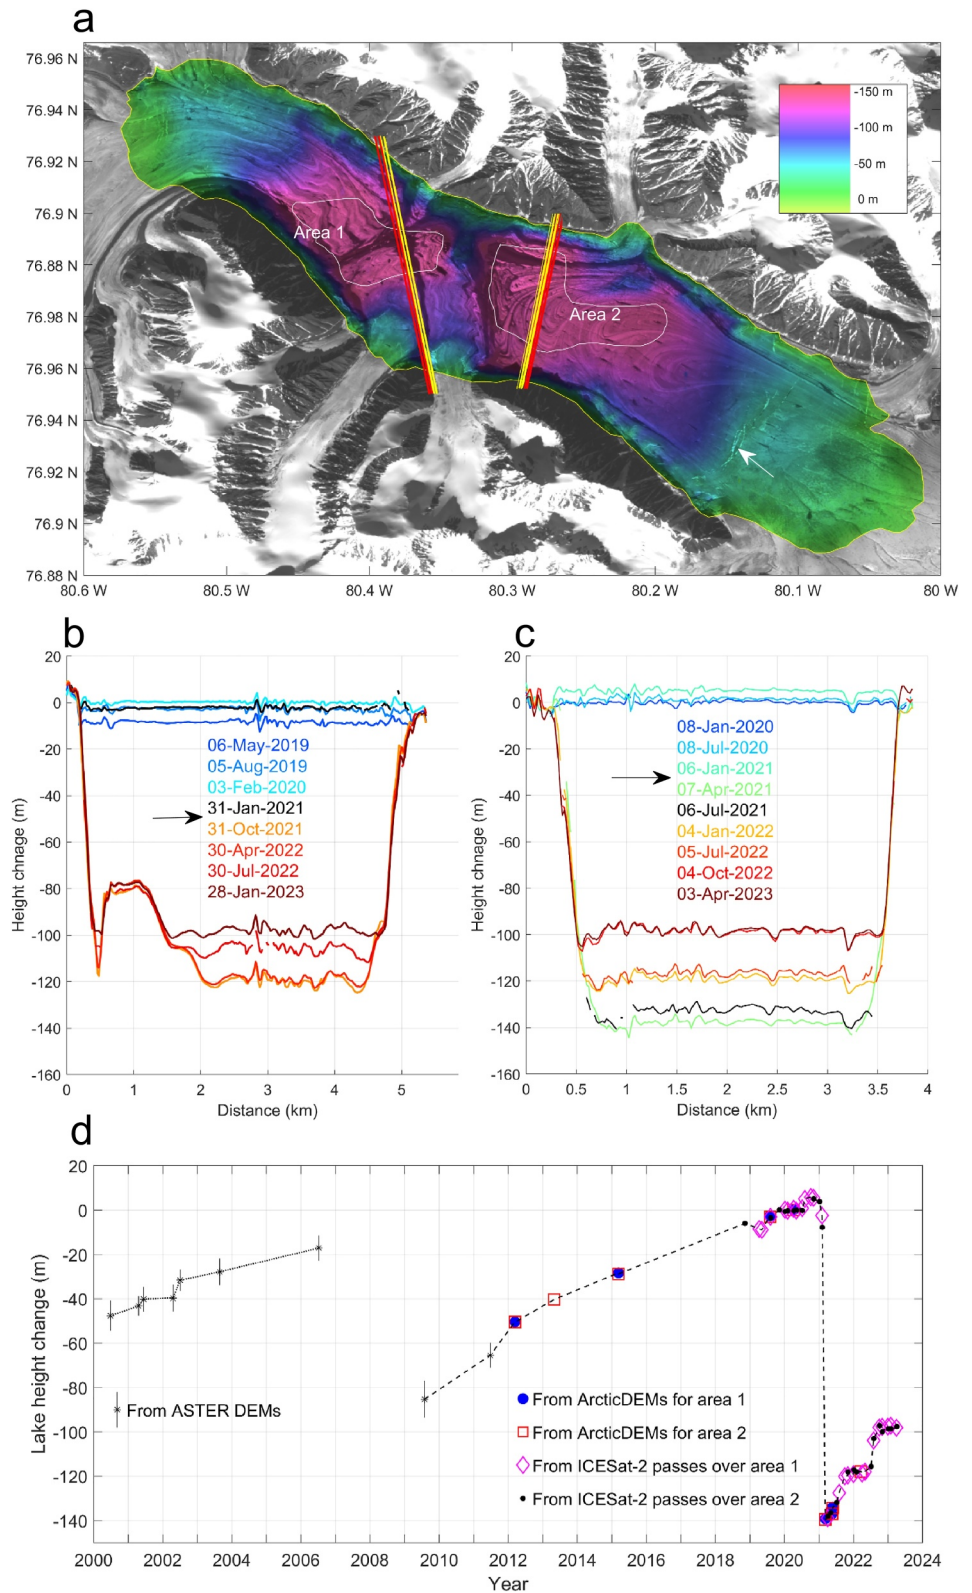 a
76.96 N
76.94 N
76.92 N
76.9 N
76.88 N
76.98 N
76.96 N
76.94 N
76.92 N
76.9 N
76.88 N
80.6 W 80.5 W 80.4 W 80.3 W 80.2 W 80.1 W 80 W
-150 m
-100 m
-50 m
0 m
Area 1
Area 2
b
20
0
-20
-40
-60
-80
-100
-120
-140
-160
Height chnage (m)
06-May-2019
05-Aug-2019
03-Feb-2020
31-Jan-2021
31-Oct-2021
30-Apr-2022
30-Jul-2022
28-Jan-2023
0 1 2 3 4 5
Distance (km)
c
20
0
-20
-40
-60
-80
-100
-120
-140
-160
Height chnage (m)
08-Jan-2020
08-Jul-2020
06-Jan-2021
07-Apr-2021
06-Jul-2021
04-Jan-2022
05-Jul-2022
04-Oct-2022
03-Apr-2023
0 0.5 1 1.5 2 2.5 3 3.5 4
Distance (km)
d
20
0
-20
-40
-60
-80
-100
-120
-140
Lake height change (m)
From ASTER DEMs
From ArcticDEMs for area 1
From ArcticDEMs for area 2
From ICESat-2 passes over area 1
From ICESat-2 passes over area 2
2000 2002 2004 2006 2008 2010 2012 2014 2016 2018 2020 2022 2024
Year